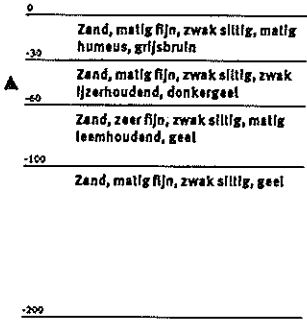 0
Zand, matig fijn, zwak siltig, matig
humeus, grijsbruin
-30
Zand, matig fijn, zwak siltig, zwak
ijzerhoudend, donkergeel
-60
Zand, zeer fijn, zwak siltig, matig
leemhoudend, geel
-100
Zand, matig fijn, zwak siltig, geel
-200